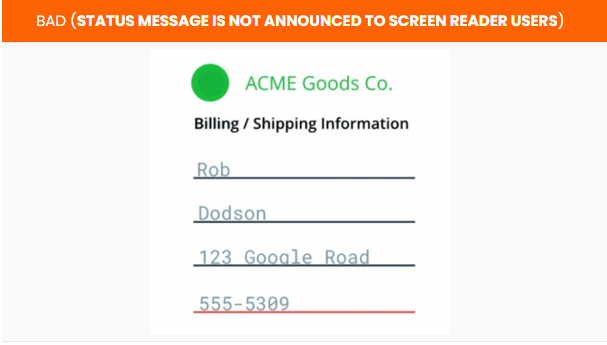 BAD (STATUS MESSAGE IS NOT ANNOUNCED TO SCREEN READER USERS)
ACME Goods Co.
Billing / Shipping Information
Rob
Dodson
123 Google Road
555-5309